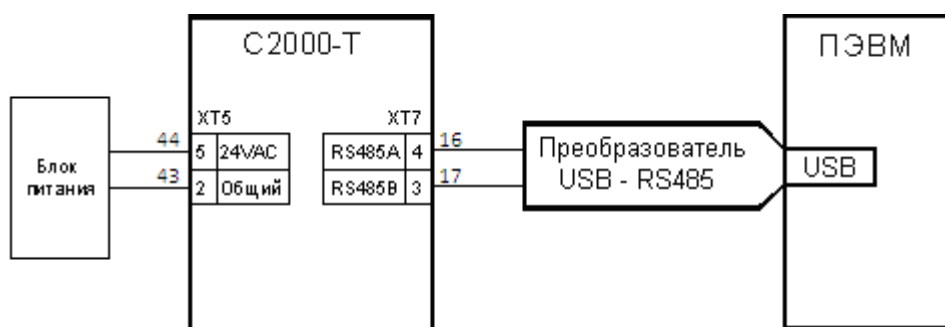 С2000-Т
ПЭВМ
XT5
XT7
44
5
24VAC
RS485A
4
16
43
2
Общий
RS485B
3
17
Блок
питания
Преобразователь
USB - RS485
USB